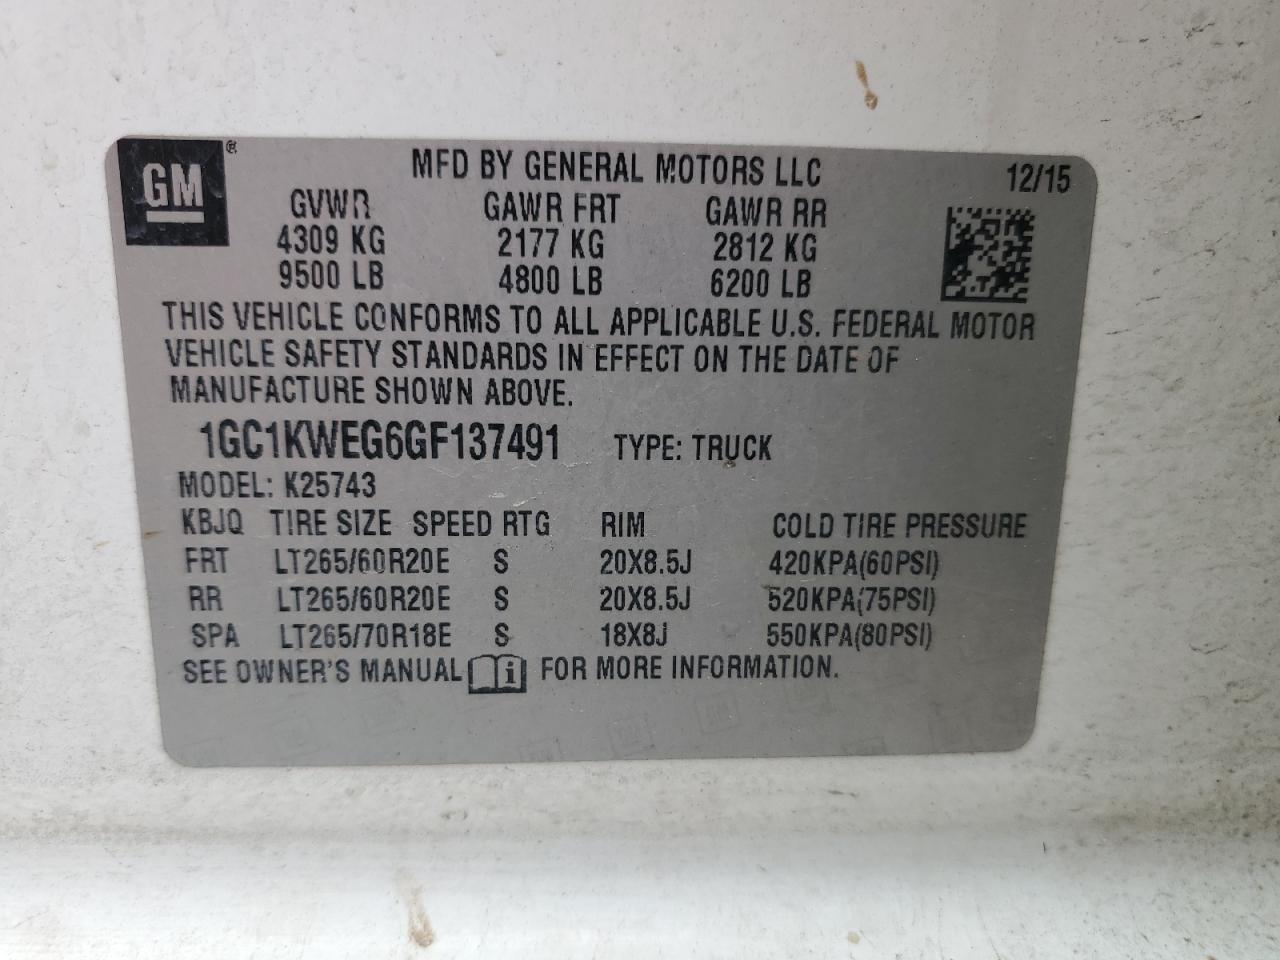 GM ® MFD BY GENERAL MOTORS LLC 12/15
GVWR GAWR FRT GAWR RR
4309 KG 2177 KG 2812 KG
9500 LB 4800 LB 6200 LB
THIS VEHICLE CONFORMS TO ALL APPLICABLE U.S. FEDERAL MOTOR
VEHICLE SAFETY STANDARDS IN EFFECT ON THE DATE OF
MANUFACTURE SHOWN ABOVE.
1GC1KWEG6GF137491 TYPE: TRUCK
MODEL: K25743
KBJQ TIRE SIZE SPEED RTG RIM COLD TIRE PRESSURE
FRT LT265/60R20E S 20X8.5J 420KPA(60PSI)
RR LT265/60R20E S 20X8.5J 520KPA(75PSI)
SPA LT265/70R18E S 18X8J 550KPA(80PSI)
SEE OWNER'S MANUAL i FOR MORE INFORMATION.
GM